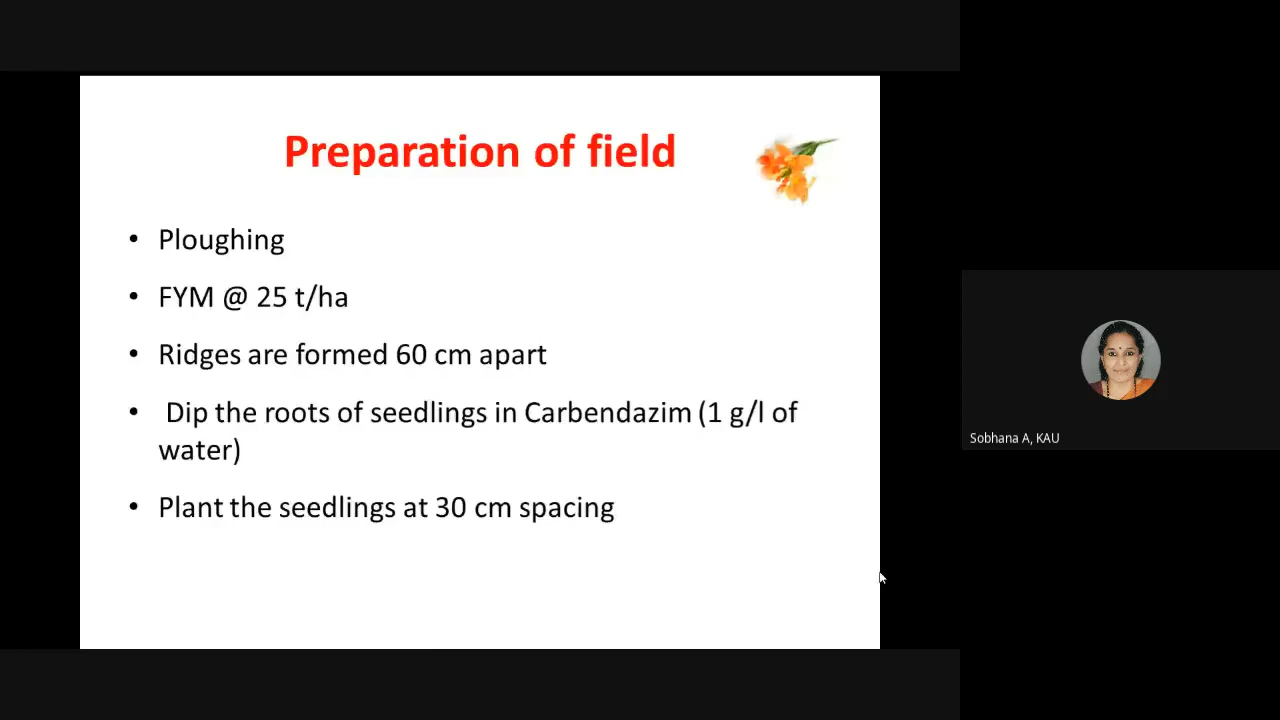 Preparation of field
• Ploughing
• FYM @ 25 t/ha
• Ridges are formed 60 cm apart
• Dip the roots of seedlings in Carbendazim (1 g/l of
water)
• Plant the seedlings at 30 cm spacing
Sobhana A, KAU